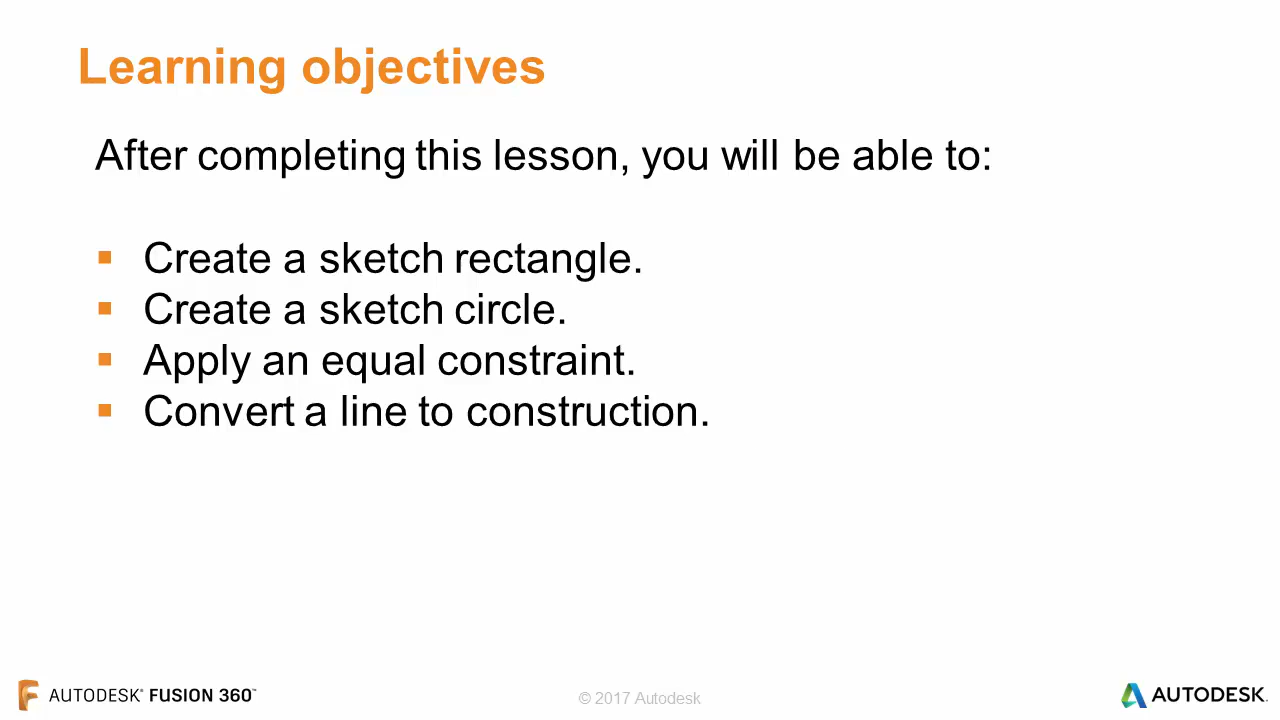 Learning objectives
After completing this lesson, you will be able to:
▪ Create a sketch rectangle.
▪ Create a sketch circle.
▪ Apply an equal constraint.
▪ Convert a line to construction.
AUTODESK® FUSION 360™
© 2017 Autodesk
AUTODESK®